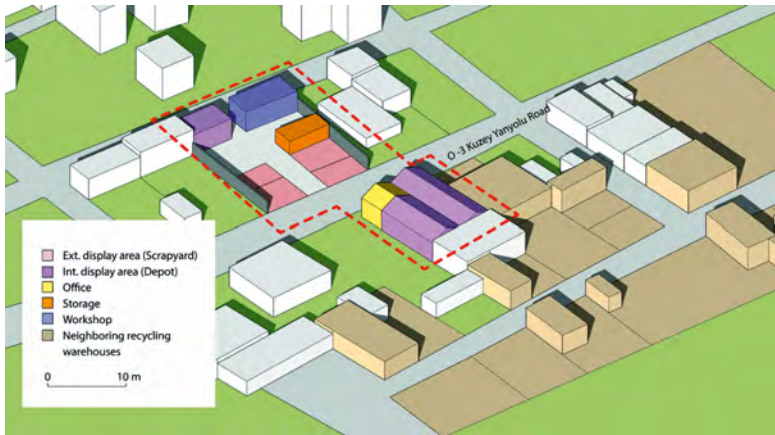 O -3 Kuzey Yanyolu Road
Ext. display area (Scrapyard)
Int. display area (Depot)
Office
Storage
Workshop
Neighboring recycling
warehouses
0 10 m